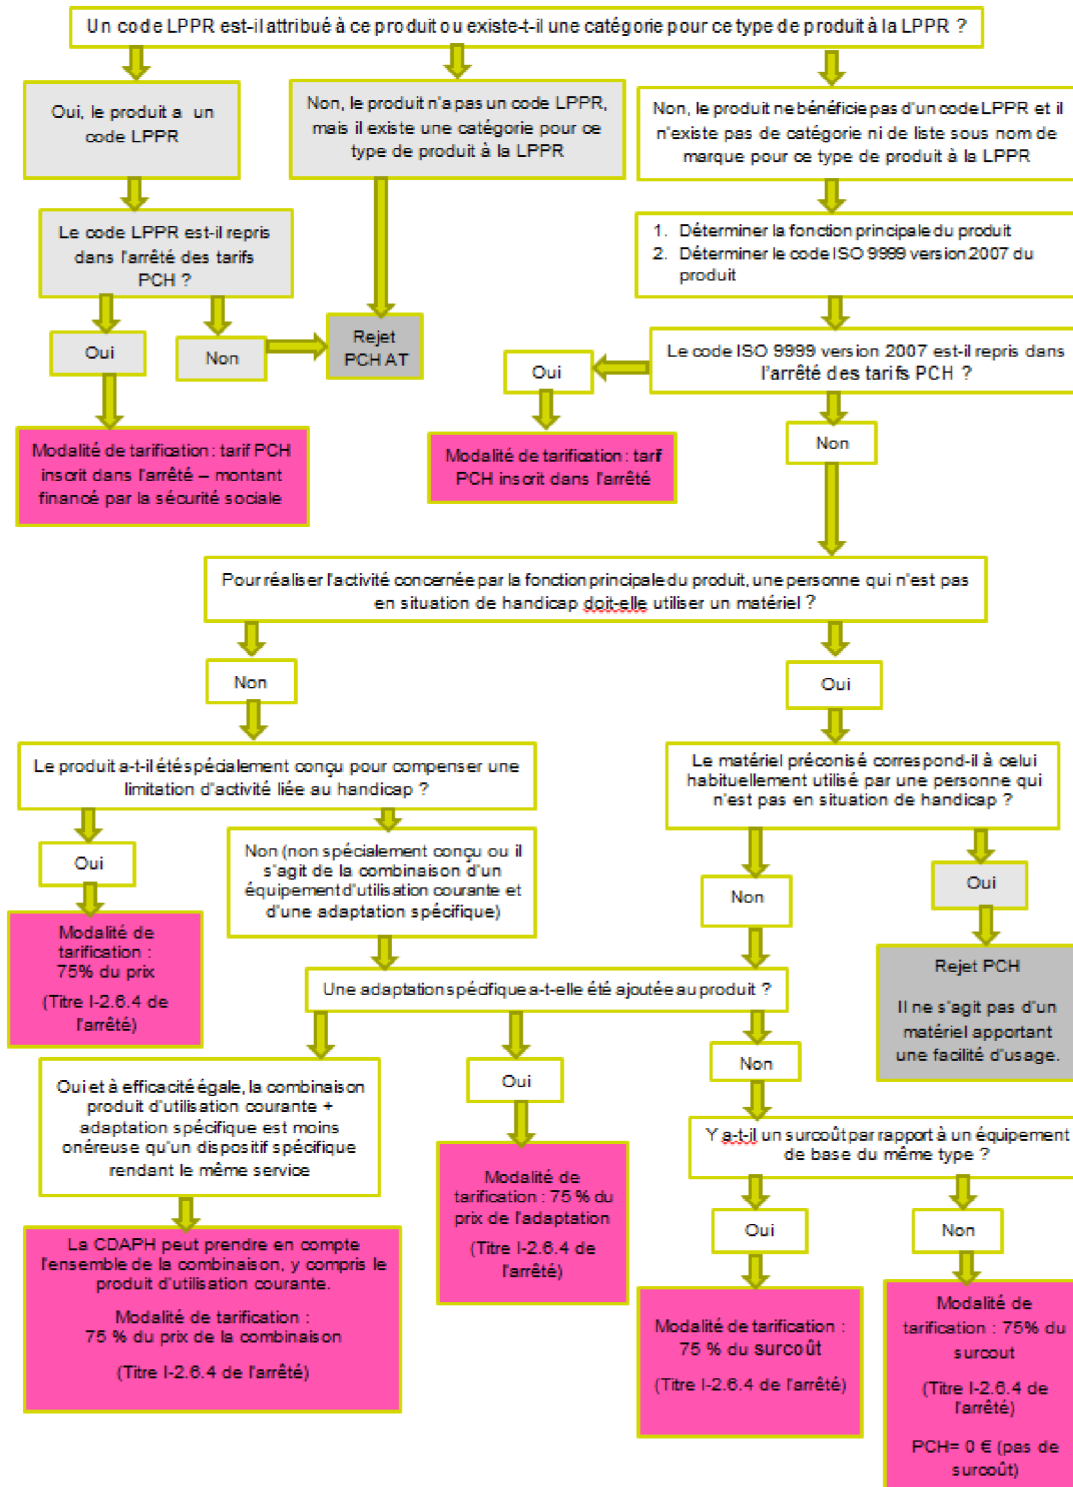 Un code LPPR est-il attribué à ce produit ou existe-t-il une catégorie pour ce type de produit à la LPPR ?
Oui, le produit a un
code LPPR
Non, le produit n'a pas un code LPPR,
mais il existe une catégorie pour ce
type de produit à la LPPR
Non, le produit ne bénéficie pas d'un code LPPR et il
n'existe pas de catégorie ni de liste sous nom de
marque pour ce type de produit à la LPPR
Le code LPPR est-il repris
dans l'arrêté des tarifs
PCH ?
1. Déterminer la fonction principale du produit
2. Déterminer le code ISO 9999 version 2007 du
produit
Oui
Non
Rejet
PCH AT
Oui
Le code ISO 9999 version 2007 est-il repris dans
l'arrêté des tarifs PCH ?
Modalité de tarification : tarif PCH
inscrit dans l'arrêté – montant
financé par la sécurité sociale
Modalité de tarification : tarif
PCH inscrit dans l'arrêté
Non
Pour réaliser l'activité concernée par la fonction principale du produit, une personne qui n'est pas
en situation de handicap doit-elle utiliser un matériel ?
Non
Oui
Le produit a-t-il été spécialement conçu pour compenser une
limitation d'activité liée au handicap ?
Le matériel préconisé correspond-il à celui
habituellement utilisé par une personne qui
n'est pas en situation de handicap ?
Oui
Non (non spécialement conçu ou il
s'agit de la combinaison d'un
équipement d'utilisation courante et
d'une adaptation spécifique)
Non
Oui
Modalité de
tarification :
75% du prix
(Titre I-2.6.4 de
l'arrêté)
Rejet PCH
Il ne s'agit pas d'un
matériel apportant
une facilité d'usage.
Une adaptation spécifique a-t-elle été ajoutée au produit ?
Oui et à efficacité égale, la combinaison
produit d'utilisation courante +
adaptation spécifique est moins
onéreuse qu'un dispositif spécifique
rendant le même service
Oui
Non
Y a-t-il un surcoût par rapport à un équipement
de base du même type ?
Modalité de
tarification : 75 % du
prix de l'adaptation
(Titre I-2.6.4 de
l'arrêté)
Oui
Non
La CDAPH peut prendre en compte
l'ensemble de la combinaison, y compris le
produit d'utilisation courante.
Modalité de tarification :
75 % du prix de la combinaison
(Titre I-2.6.4 de l'arrêté)
Modalité de tarification :
75 % du surcoût
(Titre I-2.6.4 de l'arrêté)
Modalité de
tarification : 75% du
surcout
(Titre I-2.6.4 de
l'arrêté)
PCH= 0 € (pas de
surcoût)